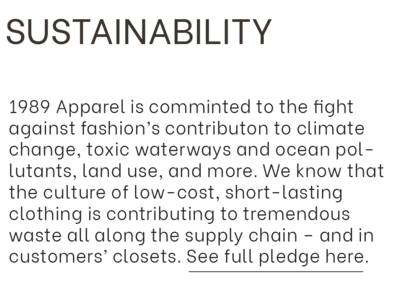 SUSTAINABILITY
1989 Apparel is comminted to the fight
against fashion's contributon to climate
change, toxic waterways and ocean pol-
lutants, land use, and more. We know that
the culture of low-cost, short-lasting
clothing is contributing to tremendous
waste all along the supply chain - and in
customers' closets. See full pledge here.